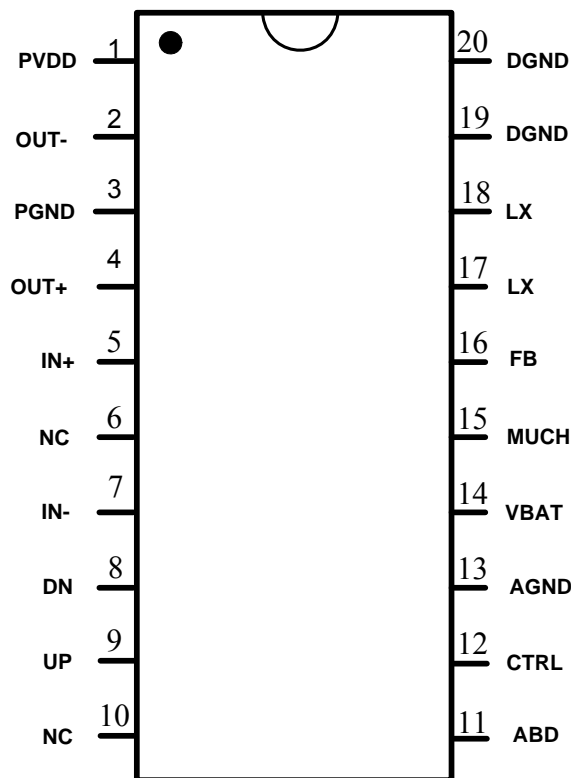 PVDD 1 20 DGND
OUT- 2 19 DGND
PGND 3 18 LX
OUT+ 4 17 LX
IN+ 5 16 FB
NC 6 15 MUCH
IN- 7 14 VBAT
DN 8 13 AGND
UP 9 12 CTRL
NC 10 11 ABD